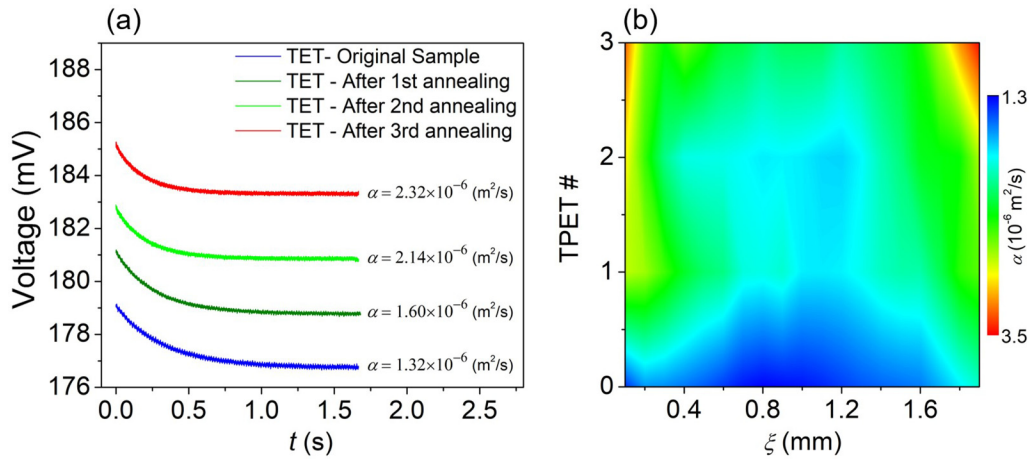 (a)
TET- Original Sample
TET - After 1st annealing
TET - After 2nd annealing
TET - After 3rd annealing
188
186
184
182
180
178
176
Voltage (mV)
α = 2.32×10⁻⁶ (m²/s)
α = 2.14×10⁻⁶ (m²/s)
α = 1.60×10⁻⁶ (m²/s)
α = 1.32×10⁻⁶ (m²/s)
0.0 0.5 1.0 1.5 2.0 2.5
t (s)
(b)
3
2
1
0
TPET #
0.4 0.8 1.2 1.6
ξ (mm)
1.3
α (10⁻⁶ m²/s)
3.5